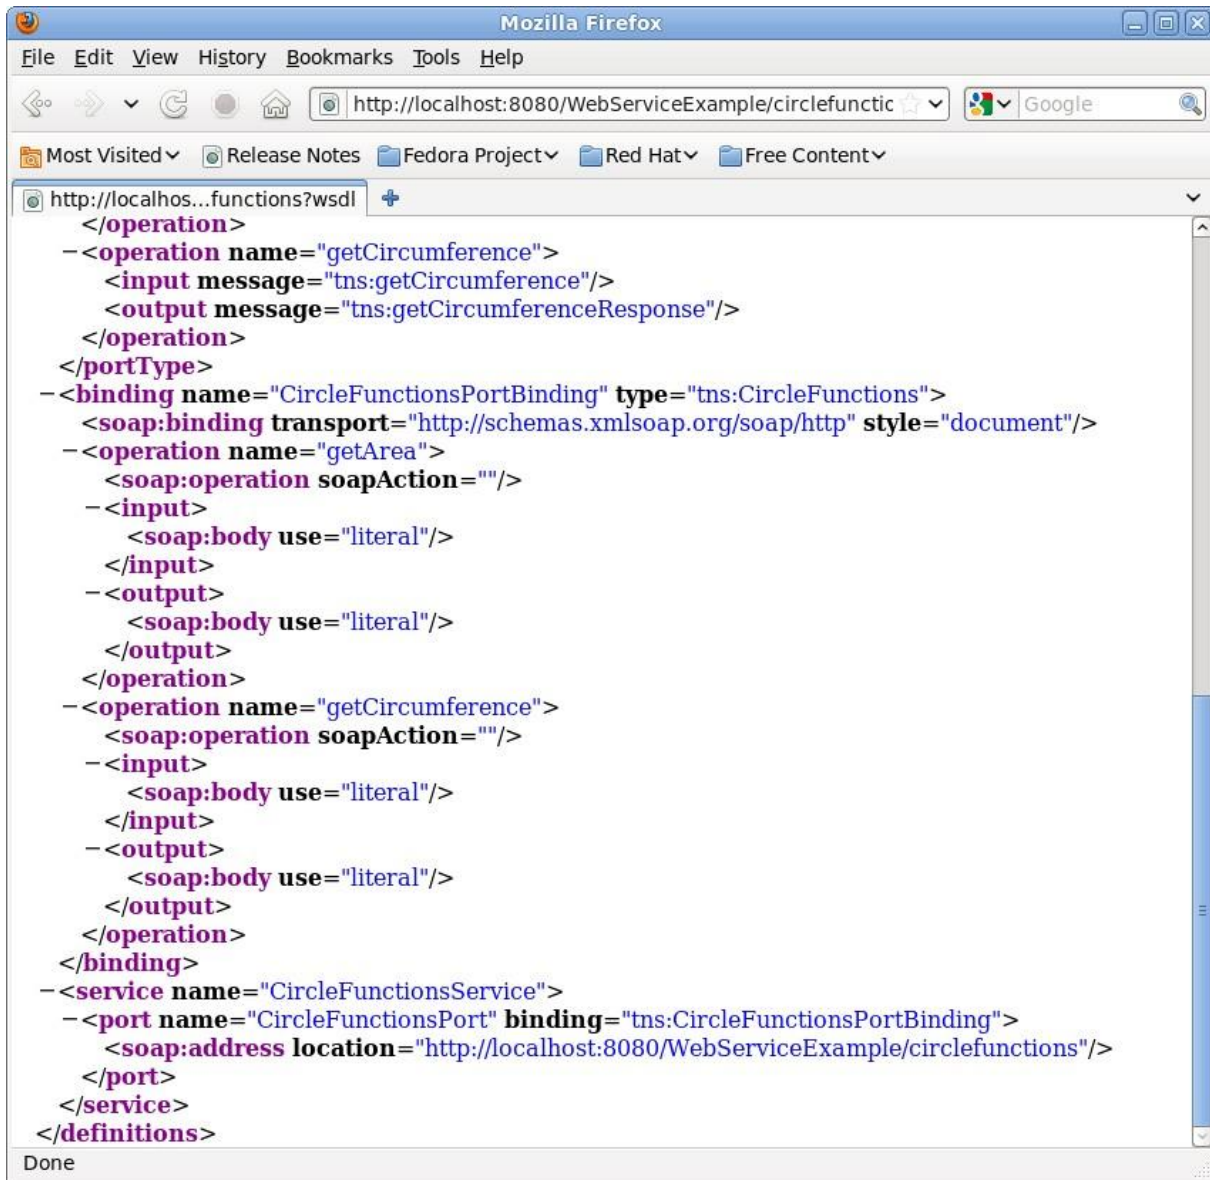 Mozilla Firefox
File Edit View History Bookmarks Tools Help
http://localhost:8080/WebServiceExample/circlefunctic Google
Most Visited Release Notes Fedora Project Red Hat Free Content
http://localhos...functions?wsdl
</operation>
−<operation name="getCircumference">
<input message="tns:getCircumference"/>
<output message="tns:getCircumferenceResponse"/>
</operation>
</portType>
−<binding name="CircleFunctionsPortBinding" type="tns:CircleFunctions">
<soap:binding transport="http://schemas.xmlsoap.org/soap/http" style="document"/>
−<operation name="getArea">
<soap:operation soapAction=""/>
−<input>
<soap:body use="literal"/>
</input>
−<output>
<soap:body use="literal"/>
</output>
</operation>
−<operation name="getCircumference">
<soap:operation soapAction=""/>
−<input>
<soap:body use="literal"/>
</input>
−<output>
<soap:body use="literal"/>
</output>
</operation>
</binding>
−<service name="CircleFunctionsService">
−<port name="CircleFunctionsPort" binding="tns:CircleFunctionsPortBinding">
<soap:address location="http://localhost:8080/WebServiceExample/circlefunctions"/>
</port>
</service>
</definitions>
Done